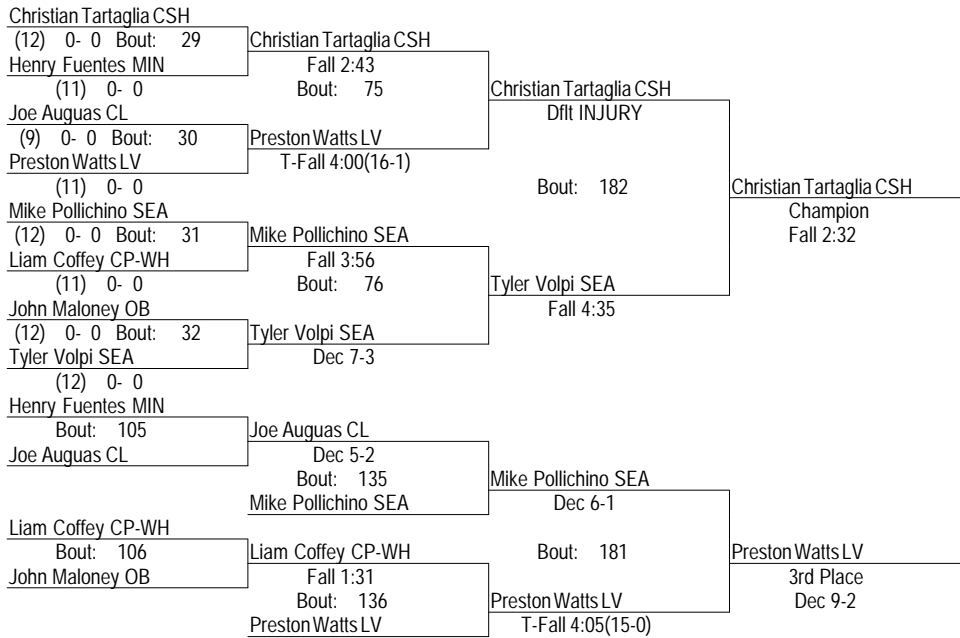 Christian Tartaglia CSH
(12) 0- 0 Bout: 29
Christian Tartaglia CSH
Henry Fuentes MIN
Fall 2:43
(11) 0- 0
Bout: 75
Christian Tartaglia CSH
Joe Auguas CL
Dflt INJURY
(9) 0- 0 Bout: 30
Preston Watts LV
Preston Watts LV
T-Fall 4:00(16-1)
(11) 0- 0
Bout: 182
Christian Tartaglia CSH
Mike Pollichino SEA
Champion
(12) 0- 0 Bout: 31
Mike Pollichino SEA
Fall 2:32
Liam Coffey CP-WH
Fall 3:56
(11) 0- 0
Bout: 76
Tyler Volpi SEA
John Maloney OB
Fall 4:35
(12) 0- 0 Bout: 32
Tyler Volpi SEA
Tyler Volpi SEA
Dec 7-3
(12) 0- 0
Henry Fuentes MIN
Bout: 105
Joe Auguas CL
Joe Auguas CL
Dec 5-2
Bout: 135
Mike Pollichino SEA
Mike Pollichino SEA
Dec 6-1
Liam Coffey CP-WH
Bout: 106
Liam Coffey CP-WH
Bout: 181
Preston Watts LV
John Maloney OB
Fall 1:31
3rd Place
Bout: 136
Preston Watts LV
Dec 9-2
Preston Watts LV
T-Fall 4:05(15-0)